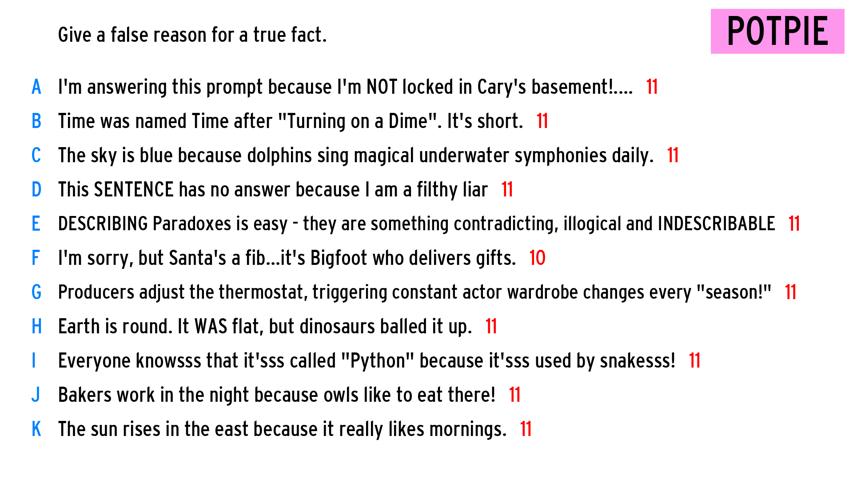 Give a false reason for a true fact.
POTPIE
A I'm answering this prompt because I'm NOT locked in Cary's basement!.... 11
B Time was named Time after "Turning on a Dime". It's short. 11
C The sky is blue because dolphins sing magical underwater symphonies daily. 11
D This SENTENCE has no answer because I am a filthy liar 11
E DESCRIBING Paradoxes is easy - they are something contradicting, illogical and INDESCRIBABLE 11
F I'm sorry, but Santa's a fib...it's Bigfoot who delivers gifts. 10
G Producers adjust the thermostat, triggering constant actor wardrobe changes every "season!" 11
H Earth is round. It WAS flat, but dinosaurs balled it up. 11
I Everyone knowsss that it'sss called "Python" because it'sss used by snakesss! 11
J Bakers work in the night because owls like to eat there! 11
K The sun rises in the east because it really likes mornings. 11